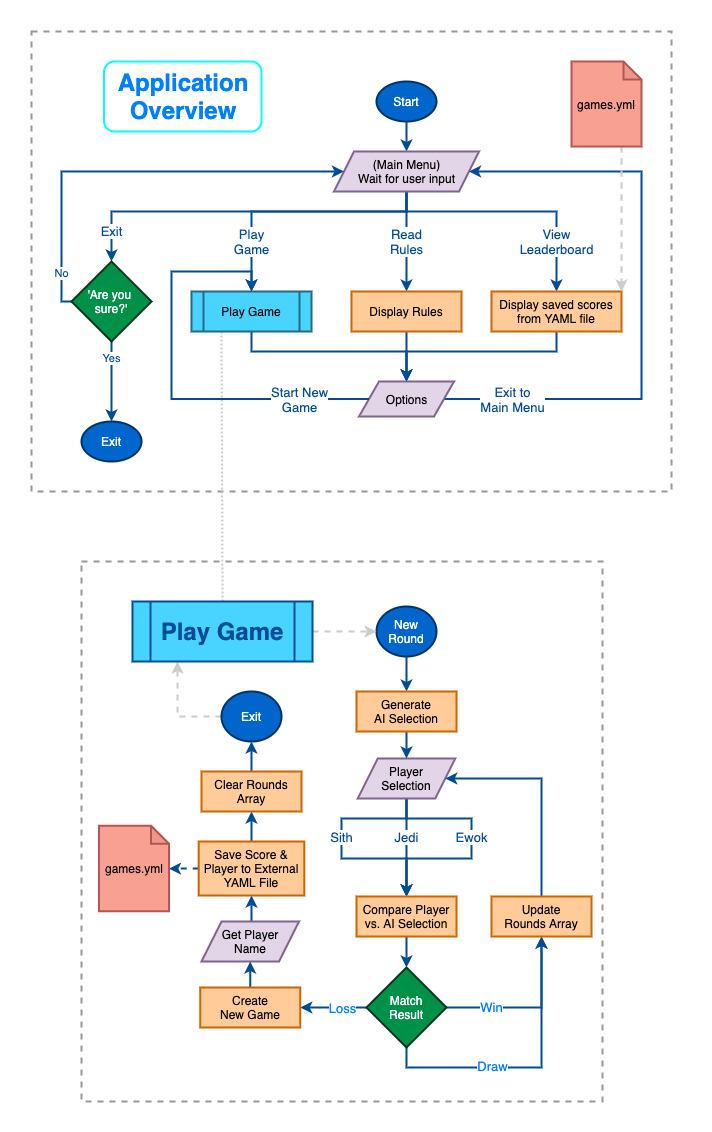 Application
Overview
Start
games.yml
(Main Menu)
Wait for user input
Exit
Play
Game
Read
Rules
View
Leaderboard
No
'Are you
sure?'
Play Game
Display Rules
Display saved scores
from YAML file
Yes
Start New
Game
Options
Exit to
Main Menu
Exit
Play Game
New
Round
Generate
AI Selection
Exit
Player
Selection
Clear Rounds
Array
Sith
Jedi
Ewok
games.yml
Save Score &
Player to External
YAML File
Compare Player
vs. AI Selection
Update
Rounds Array
Get Player
Name
Create
New Game
Loss
Match
Result
Win
Draw